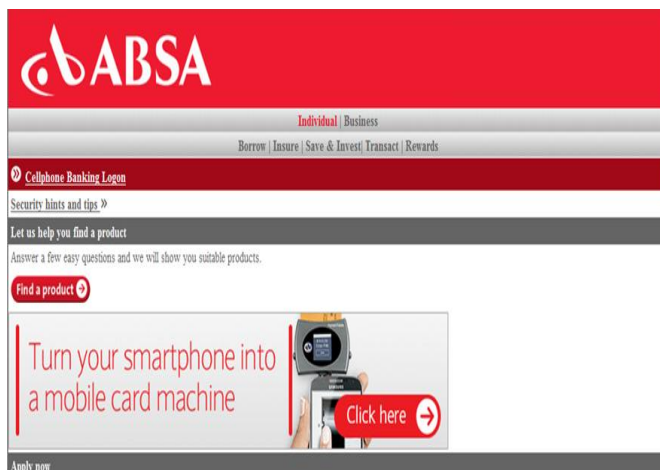 ABSA
Individual | Business
Borrow | Insure | Save & Invest| Transact | Rewards
Cellphone Banking Logon
Security hints and tips »
Let us help you find a product
Answer a few easy questions and we will show you suitable products.
Find a product
Turn your smartphone into
a mobile card machine
Click here
Apply now